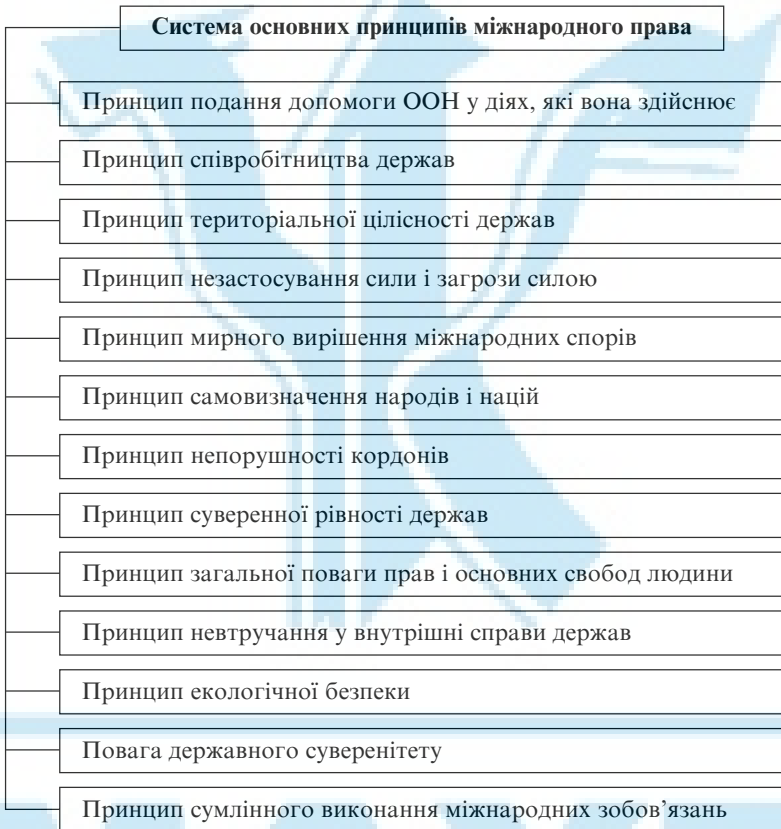 Система основних принципів міжнародного права
Принцип подання допомоги ООН у діях, які вона здійснює
Принцип співробітництва держав
Принцип територіальної цілісності держав
Принцип незастосування сили і загрози силою
Принцип мирного вирішення міжнародних спорів
Принцип самовизначення народів і націй
Принцип непорушності кордонів
Принцип суверенної рівності держав
Принцип загальної поваги прав і основних свобод людини
Принцип невтручання у внутрішні справи держав
Принцип екологічної безпеки
Повага державного суверенітету
Принцип сумлінного виконання міжнародних зобов’язань